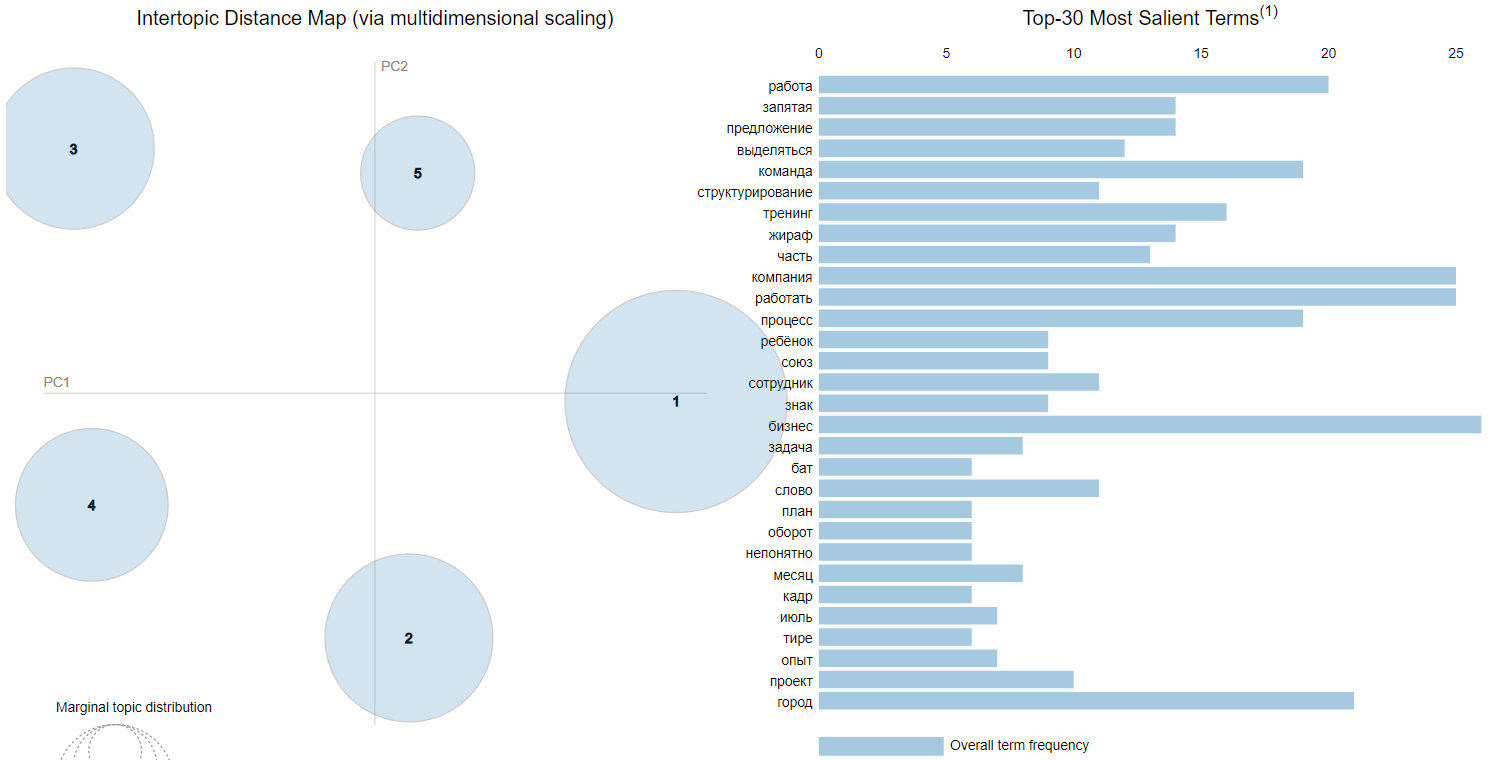 Intertopic Distance Map (via multidimensional scaling)
PC2
PC1
3
5
1
4
2
Marginal topic distribution
Top-30 Most Salient Terms(1)
0 5 10 15 20 25
работа
запятая
предложение
выделяться
команда
структурирование
тренинг
жираф
часть
компания
работать
процесс
ребёнок
союз
сотрудник
знак
бизнес
задача
бат
слово
план
оборот
непонятно
месяц
кадр
июль
тире
опыт
проект
город
Overall term frequency